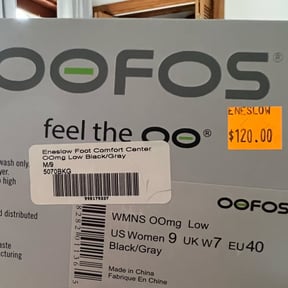 OOFOS®
ENESLOW
$120.00
feel the OO®
Eneslow Foot Comfort Center
OOmg Low Black/Gray
M/9
5070BKG
wash only
yer.
o high
OOFOS
d distributed
WMNS OOmg Low
US Women 9 UK W7 EU 40
Black/Gray
aste
acturing
Made in China
Fabriqué En Chine